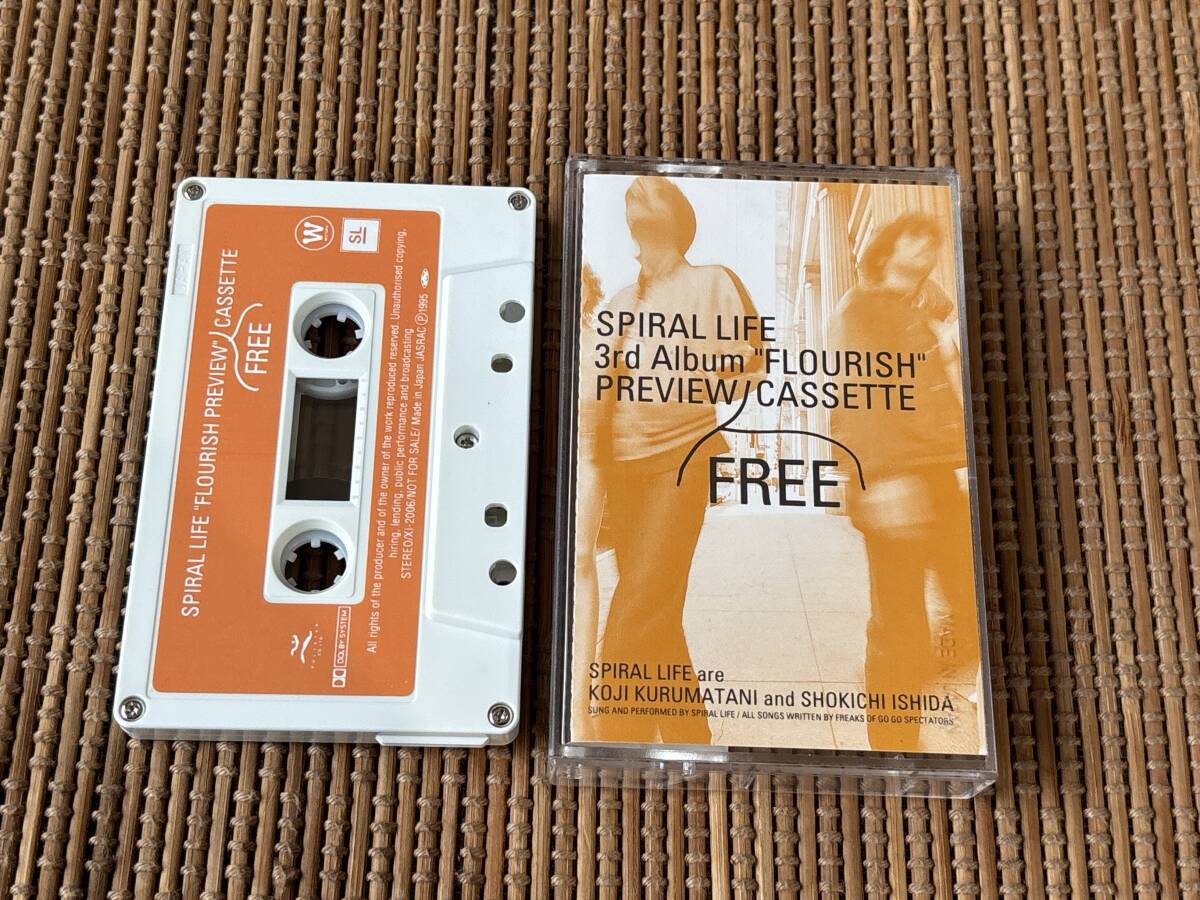 SPIRAL LIFE "FLOURISH PREVIEW" CASSETTE
FREE
W
SL
All rights of the producer and of the owner of the work reproduced reserved. Unauthorised copying,
hiring, lending, public performance and broadcasting
STEREO/XI-2006/NOT FOR SALE/ Made in Japan JASRAC Ⓟ1995
DOLBY SYSTEM
SPIRAL LIFE
3rd Album "FLOURISH"
PREVIEW CASSETTE
FREE
SPIRAL LIFE are
KOJI KURUMATANI and SHOKICHI ISHIDA
SUNG AND PERFORMED BY SPIRAL LIFE / ALL SONGS WRITTEN BY FREAKS OF GO GO SPECTATORS
MADE IN